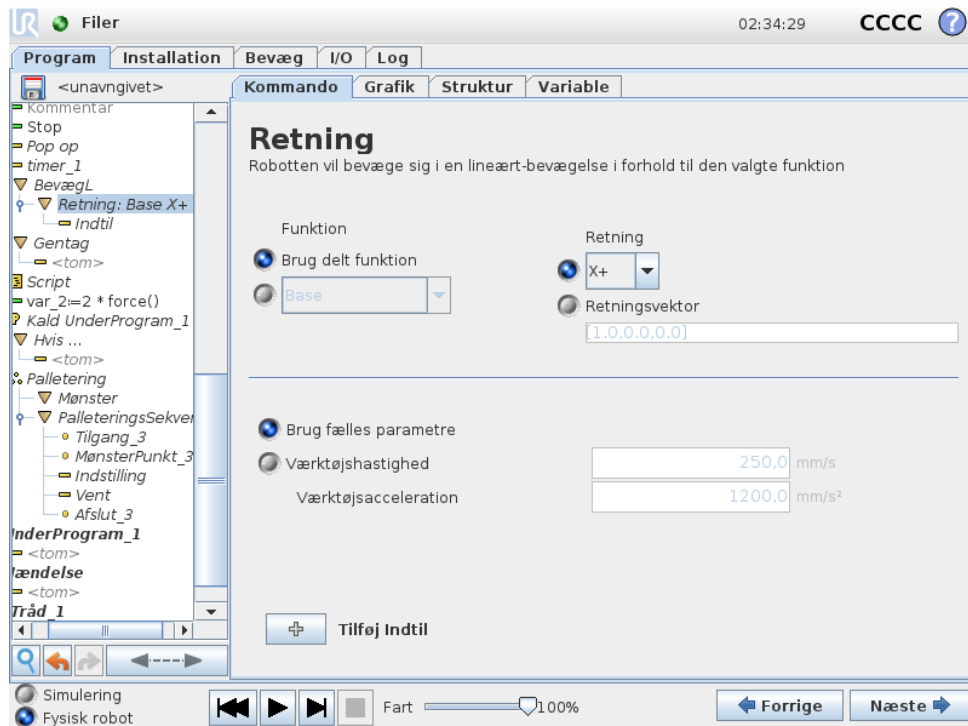 Filer
02:34:29
CCCC
Program Installation Bevæg I/O Log
<unavngivet>
Kommando Grafik Struktur Variable
Kommentar
Stop
Pop op
timer_1
BevægL
Retning: Base X+
Indtil
Gentag
<tom>
Script
var_2:=2 * force()
Kald UnderProgram_1
Hvis ...
<tom>
Palletering
Mønster
PalleteringsSekver
Tilgang_3
MønsterPunkt_3
Indstilling
Vent
Afslut_3
UnderProgram_1
<tom>
Hændelse
<tom>
Tråd_1
Retning
Robotten vil bevæge sig i en lineært-bevægelse i forhold til den valgte funktion
Funktion
Brug delt funktion
Base
Retning
X+
Retningsvektor
[1.0,0.0,0.0]
Brug fælles parametre
Værktøjshastighed 250,0 mm/s
Værktøjsacceleration 1200,0 mm/s²
Tilføj Indtil
Simulering
Fysisk robot
Fart 100%
Forrige
Næste